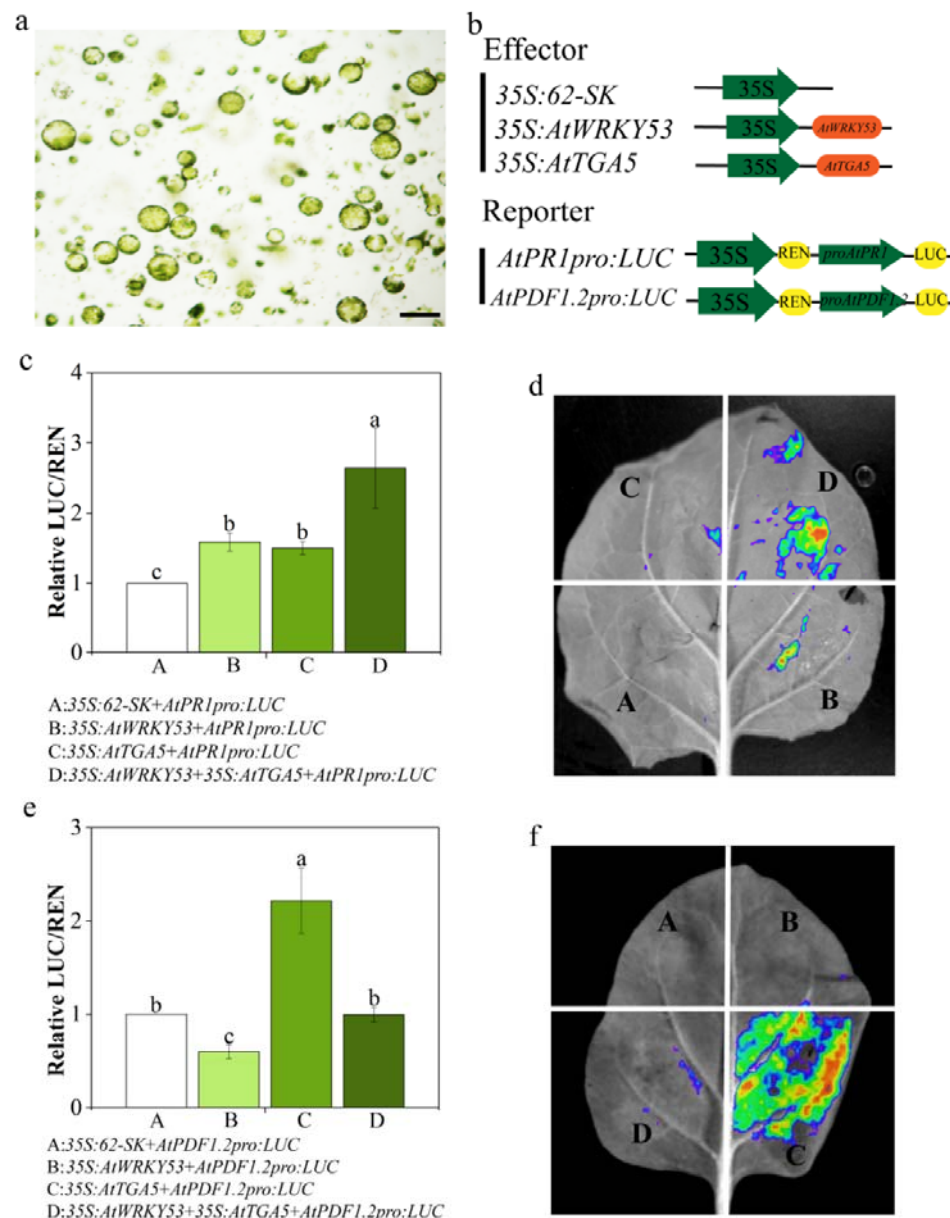 a
b
Effector
35S:62-SK
35S
35S:AtWRKY53
35S
AtWRKY53
35S:AtTGA5
35S
AtTGA5
Reporter
AtPR1pro:LUC
35S
REN
proAtPR1
LUC
AtPDF1.2pro:LUC
35S
REN
proAtPDF1.2
LUC
c
Relative LUC/REN
4
3
2
1
0
c
b
b
a
A
B
C
D
A:35S:62-SK+AtPR1pro:LUC
B:35S:AtWRKY53+AtPR1pro:LUC
C:35S:AtTGA5+AtPR1pro:LUC
D:35S:AtWRKY53+35S:AtTGA5+AtPR1pro:LUC
d
C
D
A
B
e
Relative LUC/REN
3
2
1
0
b
b
a
b
A
B
C
D
A:35S:62-SK+AtPDF1.2pro:LUC
B:35S:AtWRKY53+AtPDF1.2pro:LUC
C:35S:AtTGA5+AtPDF1.2pro:LUC
D:35S:AtWRKY53+35S:AtTGA5+AtPDF1.2pro:LUC
f
A
B
D
C